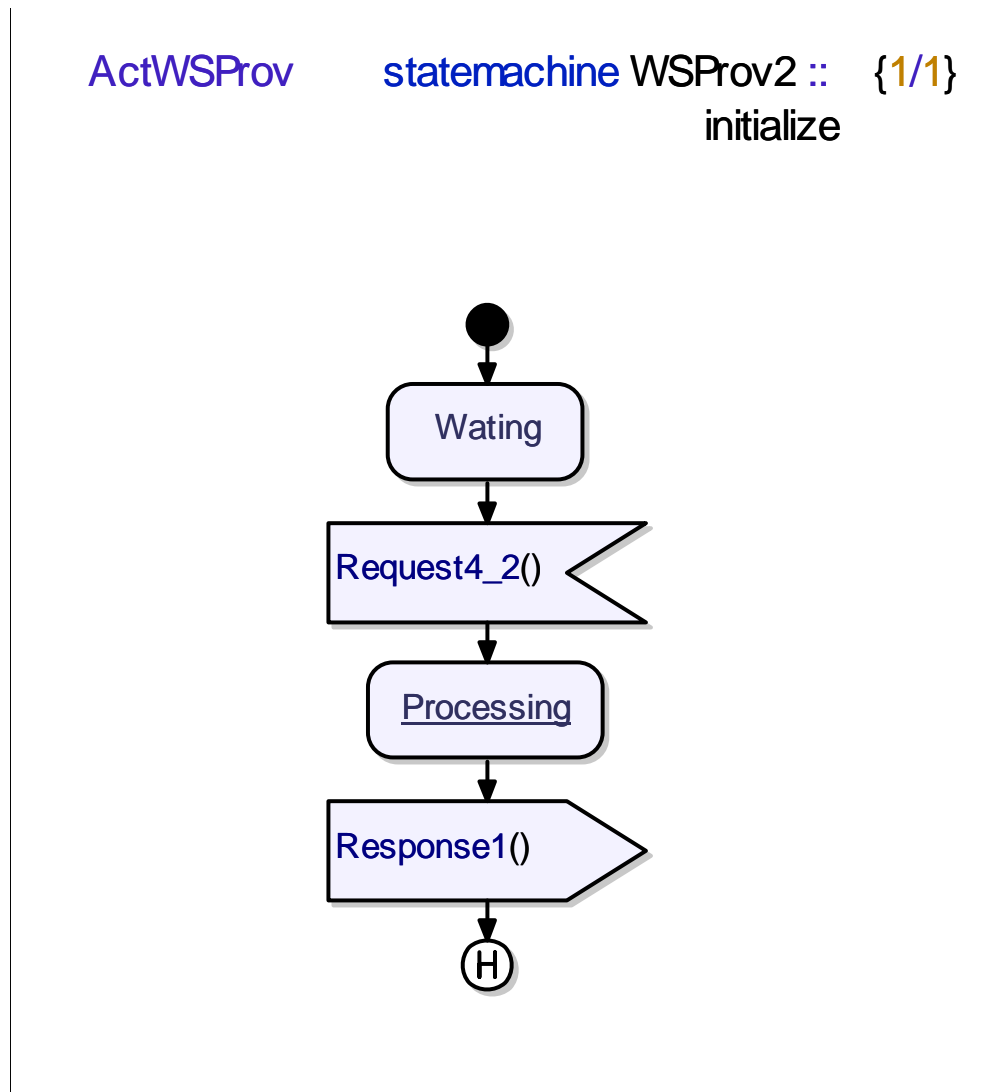 ActWSProv statemachine WSProv2 :: {1/1}
initialize
Wating
Request4_2()
Processing
Response1()
H